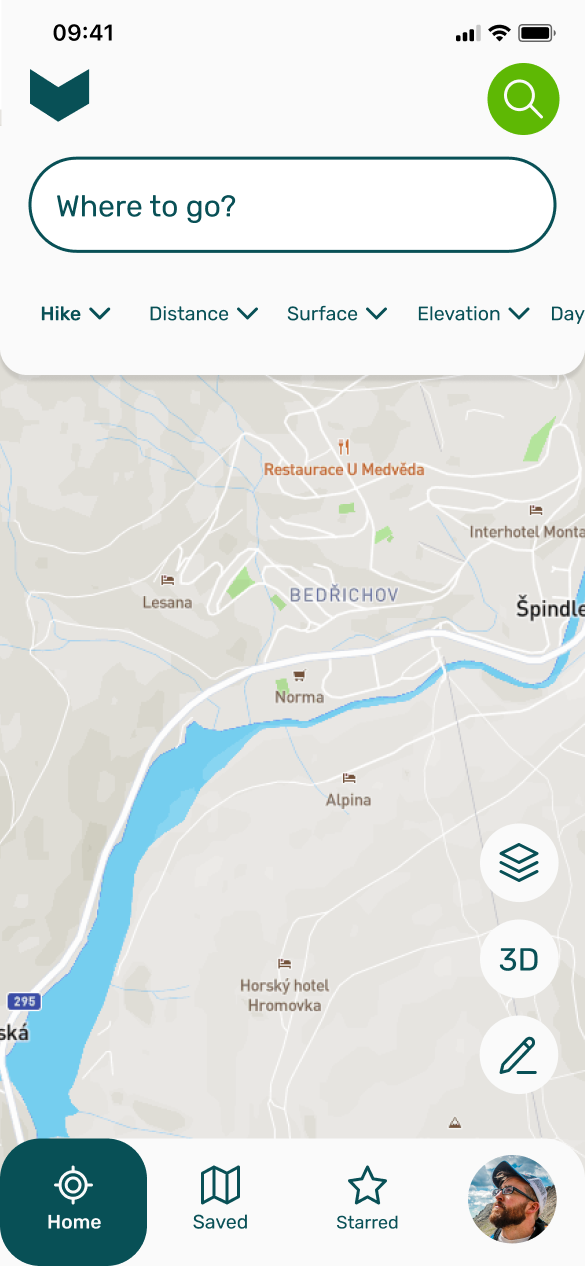 09:41
Where to go?
Hike Distance Surface Elevation Day
Restaurace U Medvěda
Interhotel Monta
Lesana
BEDŘICHOV
Špindle
Norma
Alpina
3D
Horský hotel
Hromovka
295
ská
Home Saved Starred